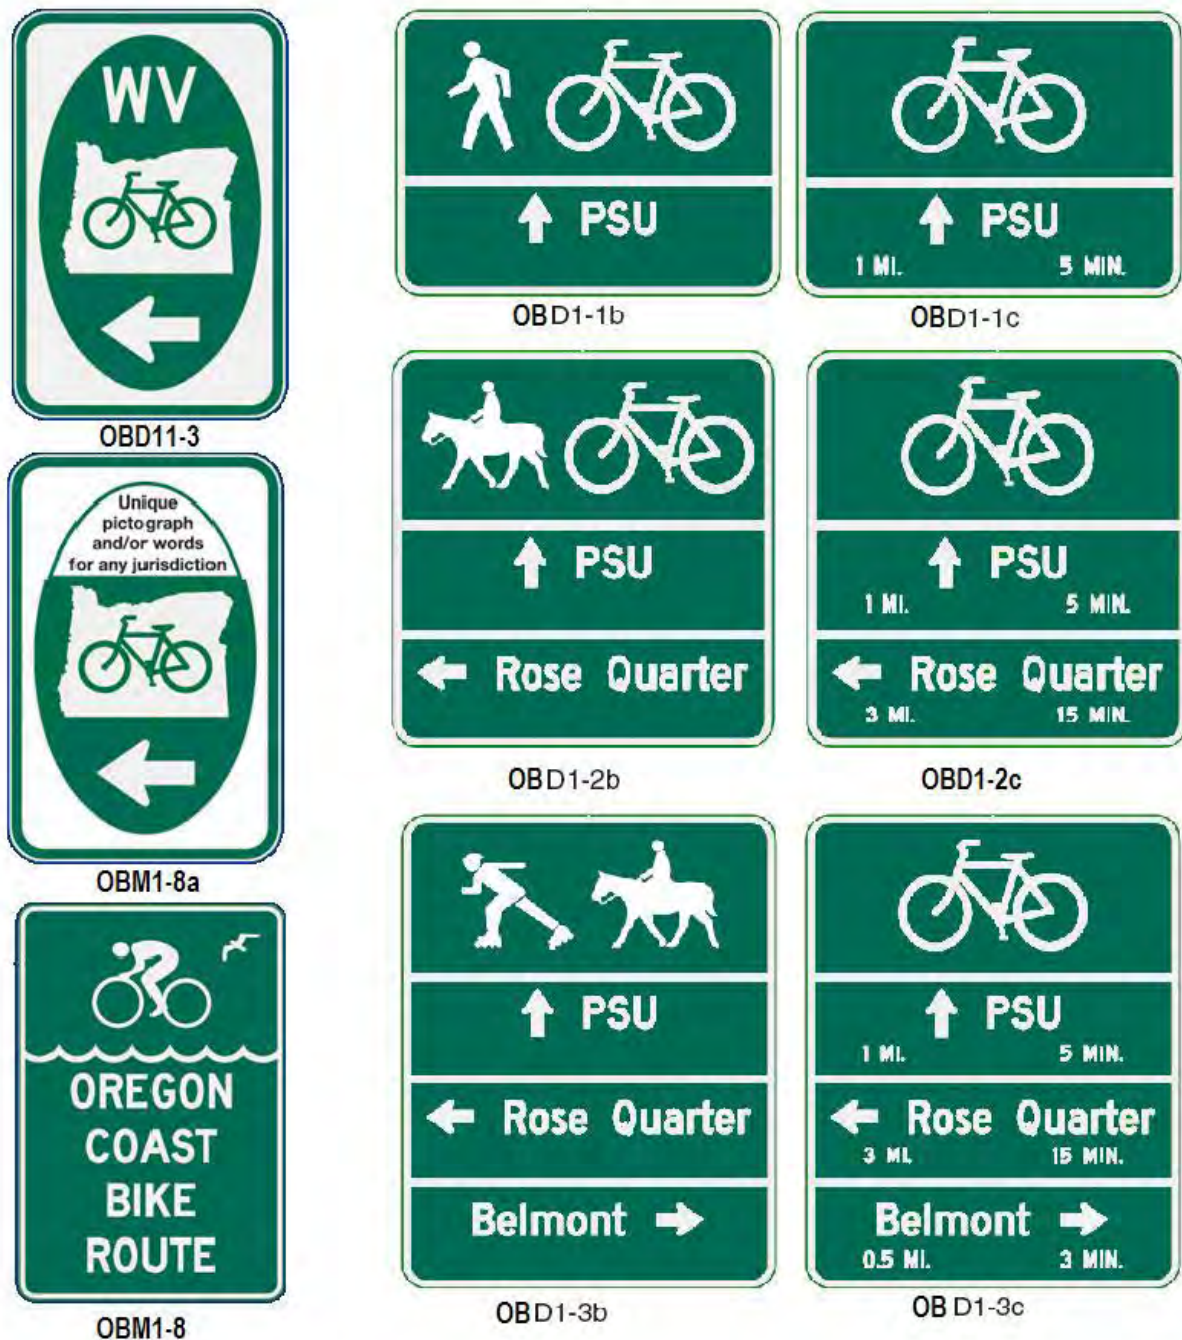 WV
OBD11-3
Unique
pictograph
and/or words
for any jurisdiction
OBM1-8a
OREGON
COAST
BIKE
ROUTE
OBM1-8
PSU
OBD1-1b
PSU
1 MI. 5 MIN.
OBD1-1c
PSU
Rose Quarter
OBD1-2b
PSU
1 MI. 5 MIN.
Rose Quarter
3 MI. 15 MIN.
OBD1-2c
PSU
Rose Quarter
Belmont
OBD1-3b
PSU
1 MI. 5 MIN.
Rose Quarter
3 MI. 15 MIN.
Belmont
0.5 MI. 3 MIN.
OB D1-3c